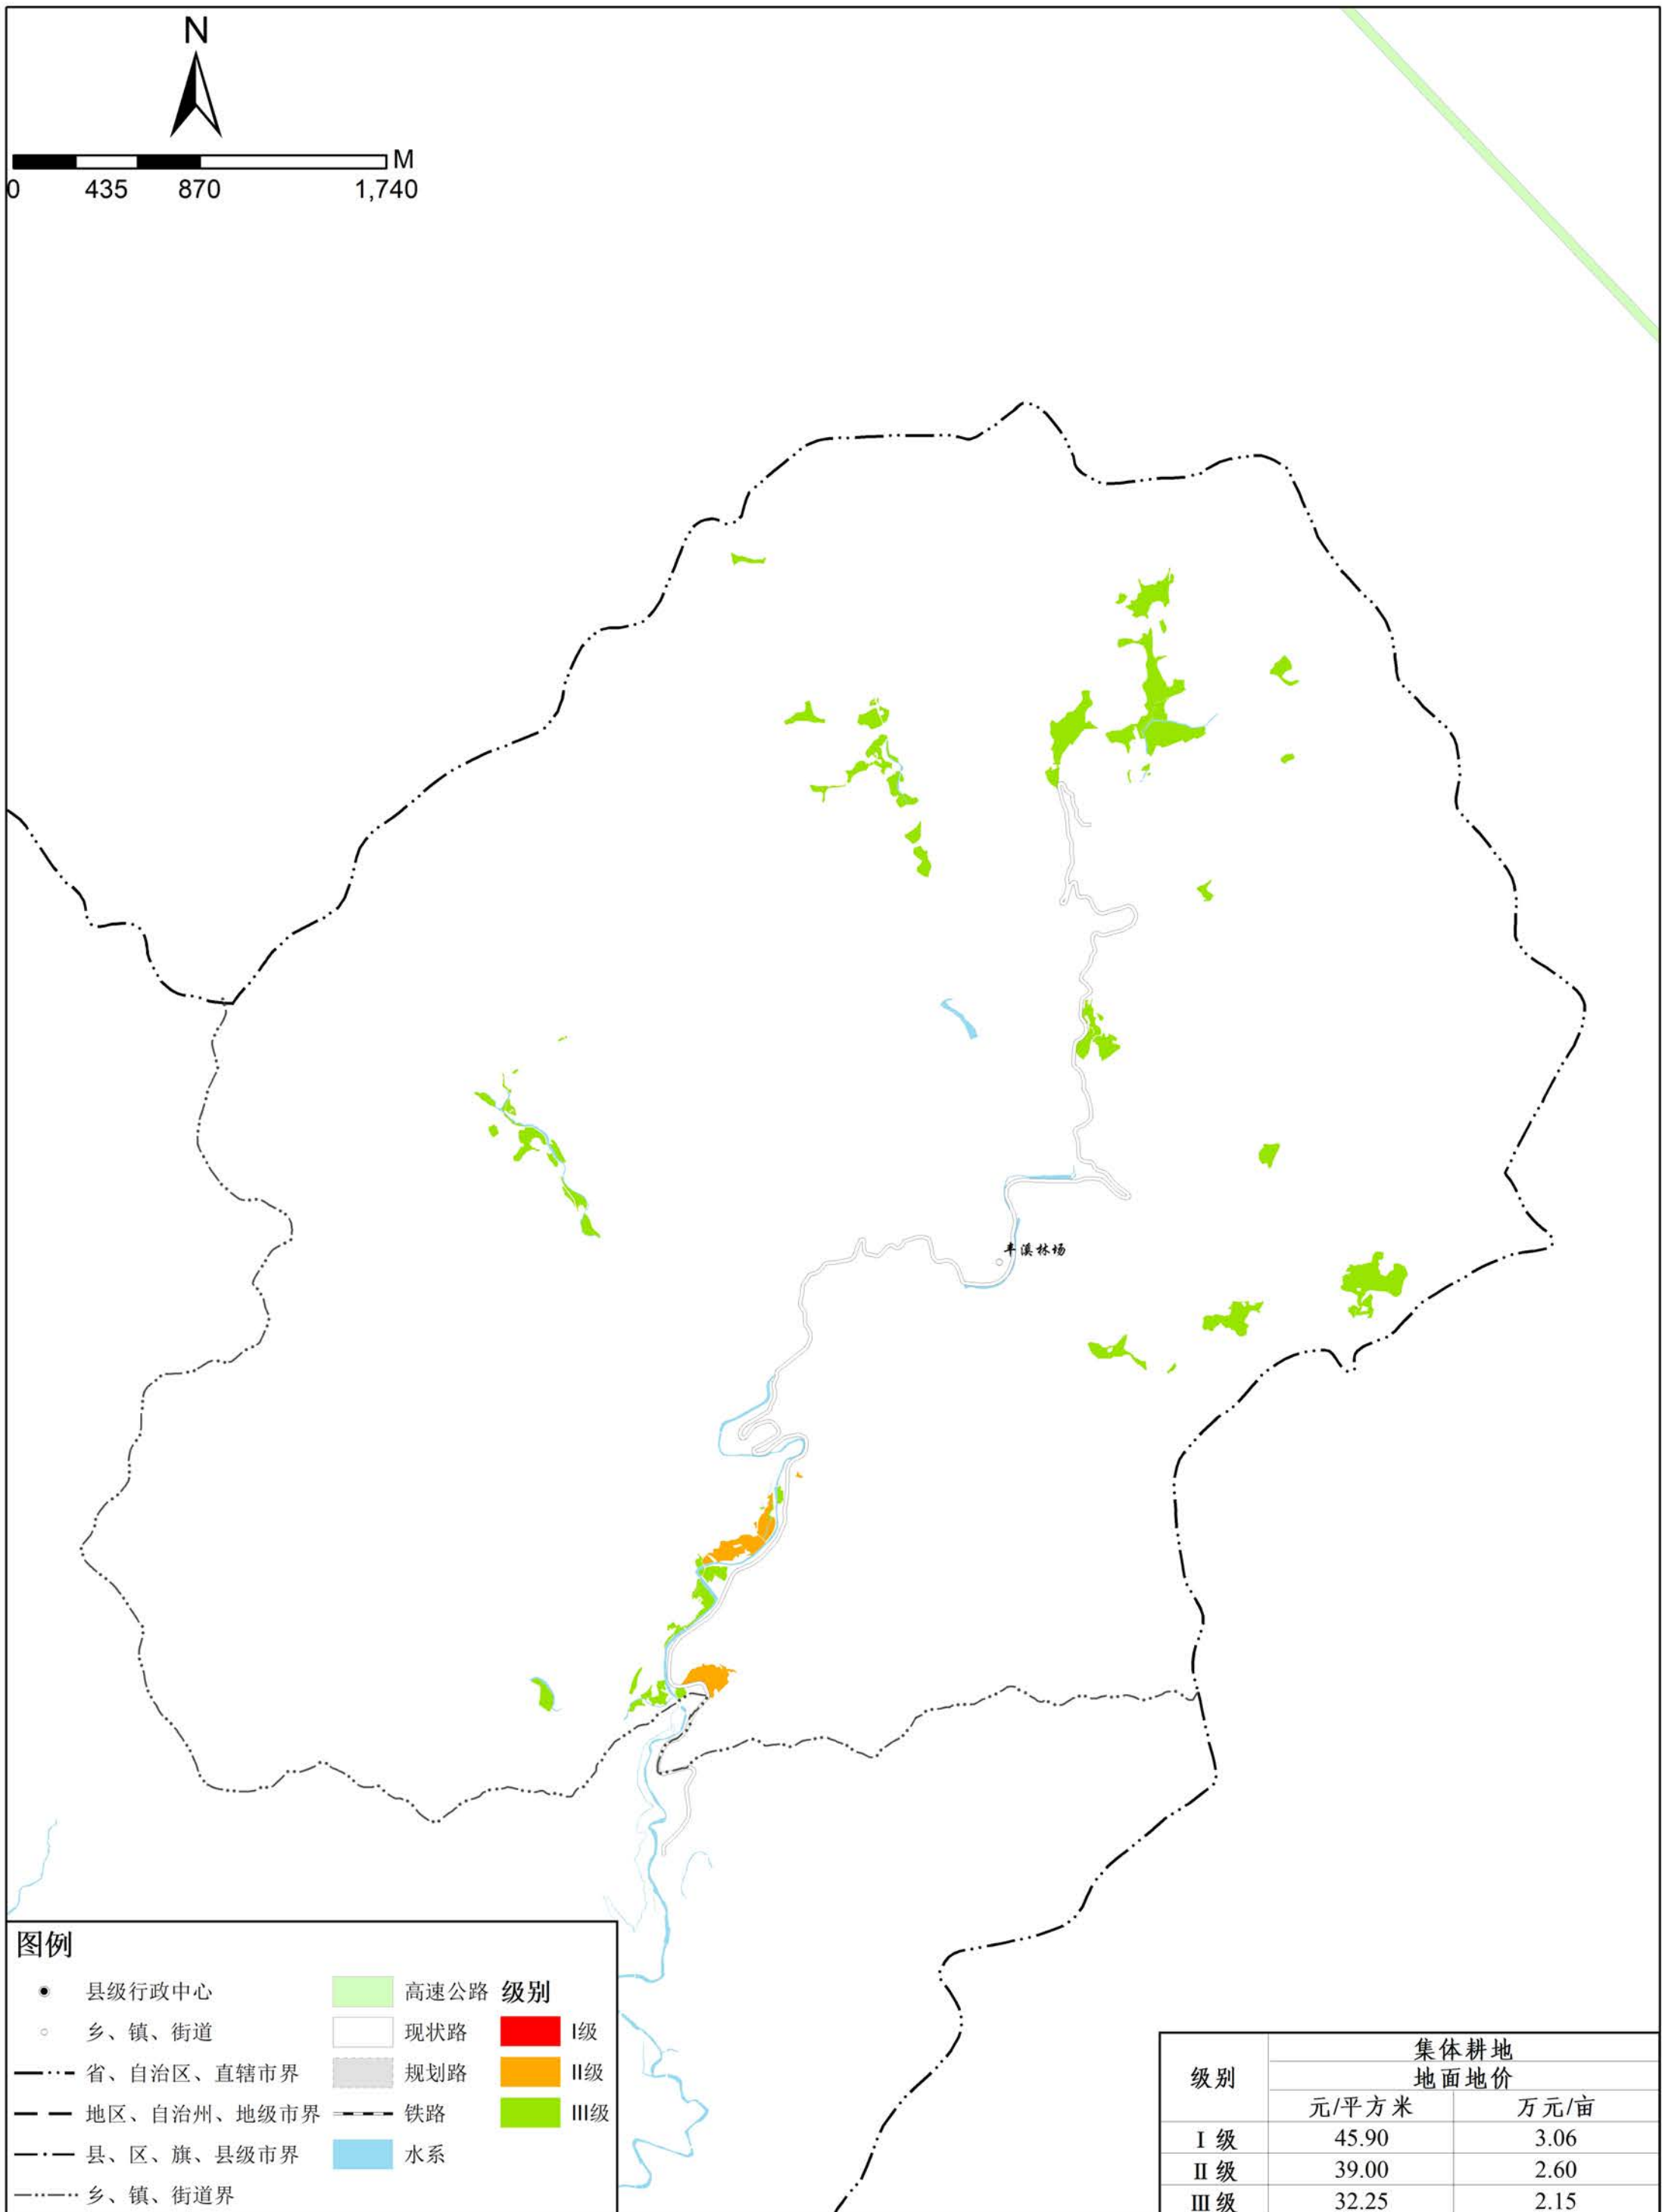 N
M
0 435 870 1,740
丰溪林场
图例
县级行政中心 高速公路 级别
乡、镇、街道 现状路 I级
省、自治区、直辖市界 规划路 II级
地区、自治州、地级市界 铁路 III级
县、区、旗、县级市界 水系
乡、镇、街道界
级别 集体耕地
地面地价
元/平方米 万元/亩
I 级 45.90 3.06
II 级 39.00 2.60
III 级 32.25 2.15